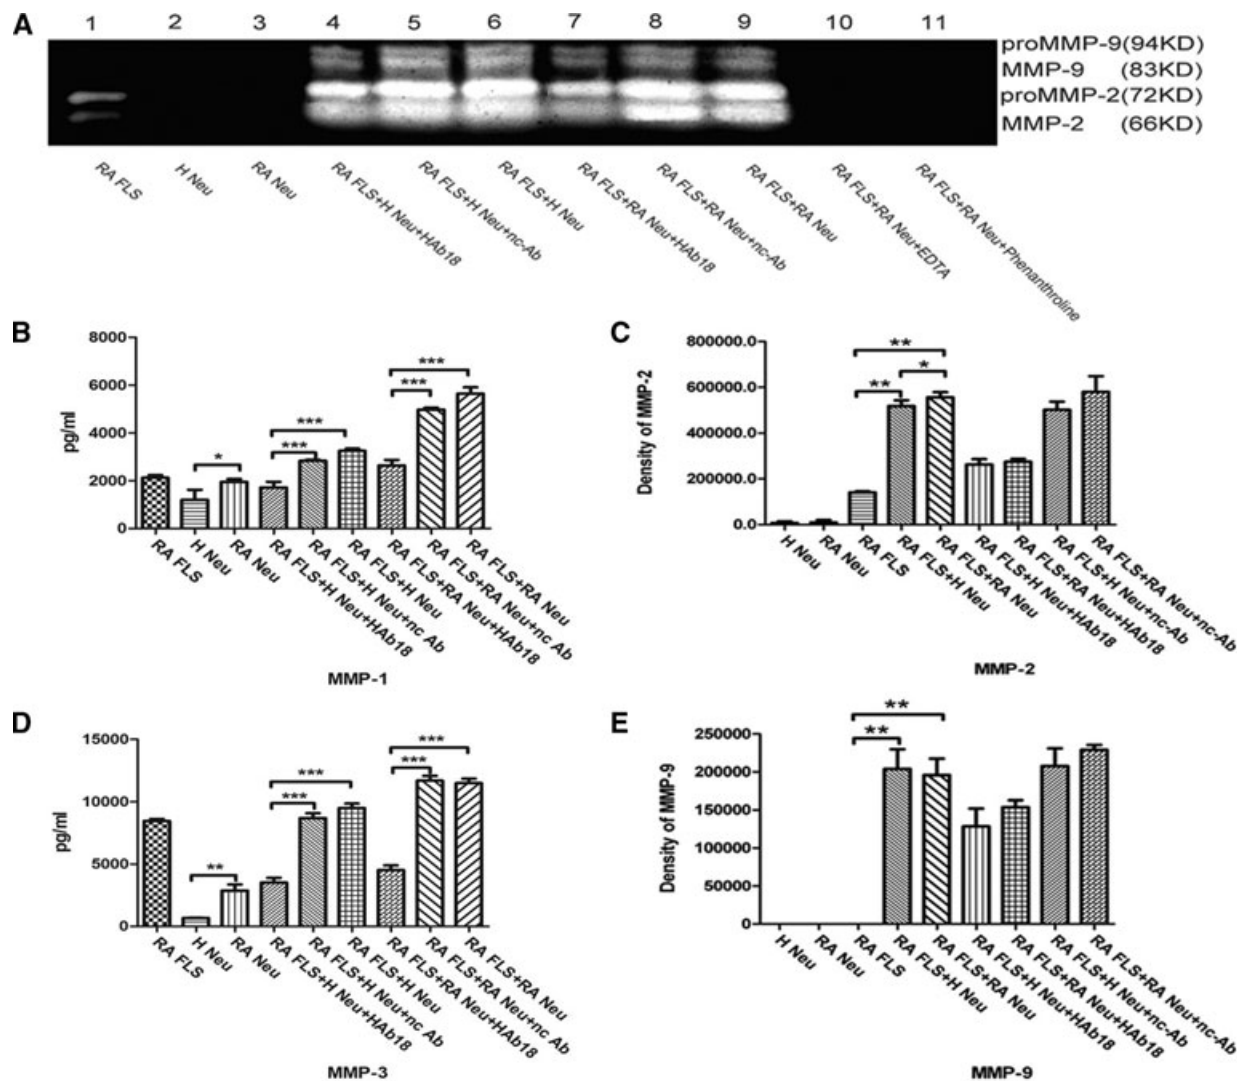 A
1 2 3 4 5 6 7 8 9 10 11
proMMP-9(94KD)
MMP-9 (83KD)
proMMP-2(72KD)
MMP-2 (66KD)
RA FLS
H Neu
RA Neu
RA FLS+H Neu+HAb18
RA FLS+H Neu+nc-Ab
RA FLS+H Neu
RA FLS+RA Neu+HAb18
RA FLS+RA Neu+nc-Ab
RA FLS+RA Neu
RA FLS+RA Neu+EDTA
RA FLS+RA Neu+Phenanthroline
B
8000
6000
4000
2000
0
pg/ml
*
***
***
***
***
RA FLS
H Neu
RA Neu
RA FLS+H Neu+HAb18
RA FLS+H Neu+nc Ab
RA FLS+H Neu
RA FLS+RA Neu+HAb18
RA FLS+RA Neu+nc Ab
RA FLS+RA Neu
MMP-1
C
800000.0
600000.0
400000.0
200000.0
0.0
Density of MMP-2
**
*
**
H Neu
RA Neu
RA FLS
RA FLS+H Neu
RA FLS+RA Neu
RA FLS+H Neu+HAb18
RA FLS+RA Neu+HAb18
RA FLS+H Neu+nc-Ab
RA FLS+RA Neu+nc-Ab
MMP-2
D
15000
10000
5000
0
pg/ml
**
***
***
***
***
RA FLS
H Neu
RA Neu
RA FLS+H Neu+HAb18
RA FLS+H Neu+nc Ab
RA FLS+H Neu
RA FLS+RA Neu+HAb18
RA FLS+RA Neu+nc Ab
RA FLS+RA Neu
MMP-3
E
250000
200000
150000
100000
50000
0
Density of MMP-9
**
**
H Neu
RA Neu
RA FLS
RA FLS+H Neu
RA FLS+RA Neu
RA FLS+H Neu+HAb18
RA FLS+RA Neu+HAb18
RA FLS+H Neu+nc-Ab
RA FLS+RA Neu+nc-Ab
MMP-9